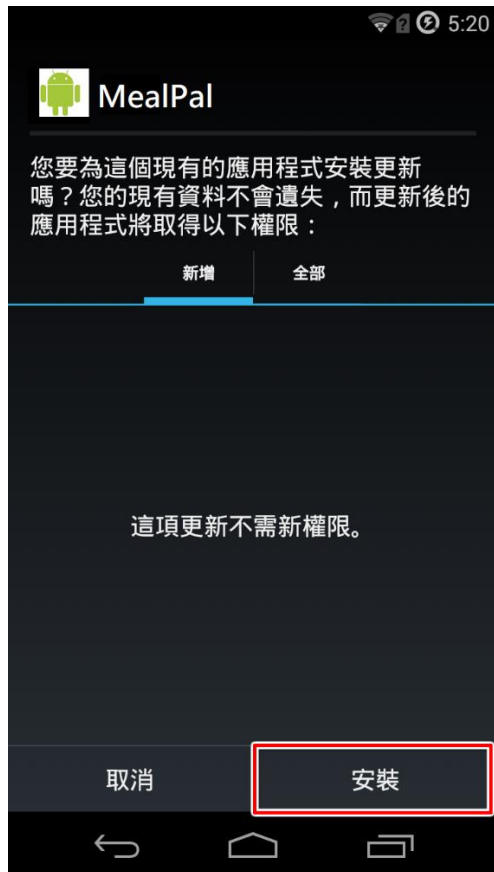 5:20
MealPal
您要為這個現有的應用程式安裝更新
嗎？您的現有資料不會遺失，而更新後的
應用程式將取得以下權限：
新增 全部
這項更新不需新權限。
取消 安裝